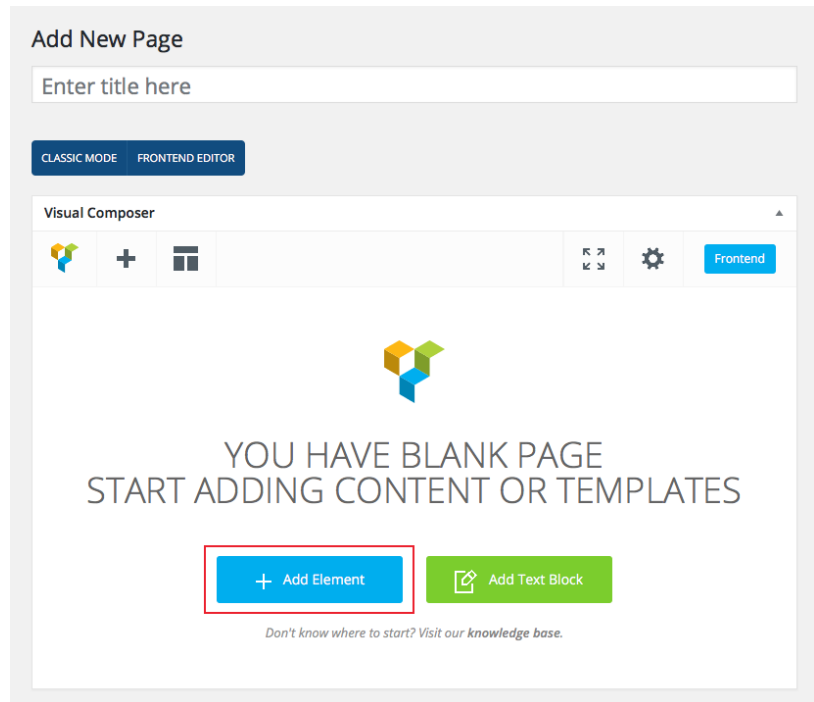 Add New Page
Enter title here
CLASSIC MODE FRONTEND EDITOR
Visual Composer
Frontend
YOU HAVE BLANK PAGE
START ADDING CONTENT OR TEMPLATES
Add Element Add Text Block
Don't know where to start? Visit our knowledge base.